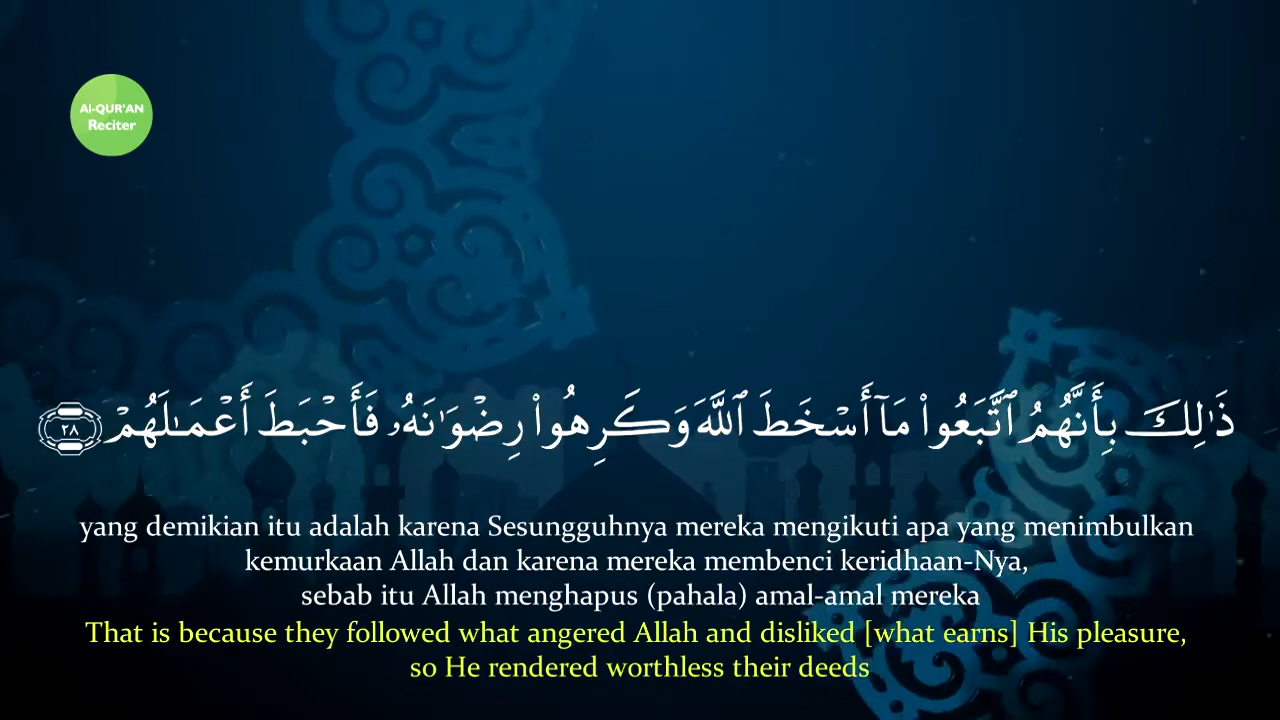 Al-QUR'AN
Reciter
ذَٰلِكَ بِأَنَّهُمُ ٱتَّبَعُوا۟ مَآ أَسْخَطَ ٱللَّهَ وَكَرِهُوا۟ رِضْوَٰنَهُۥ فَأَحْبَطَ أَعْمَـٰلَهُمْ ٢٨
yang demikian itu adalah karena Sesungguhnya mereka mengikuti apa yang menimbulkan
kemurkaan Allah dan karena mereka membenci keridhaan-Nya,
sebab itu Allah menghapus (pahala) amal-amal mereka
That is because they followed what angered Allah and disliked [what earns] His pleasure,
so He rendered worthless their deeds